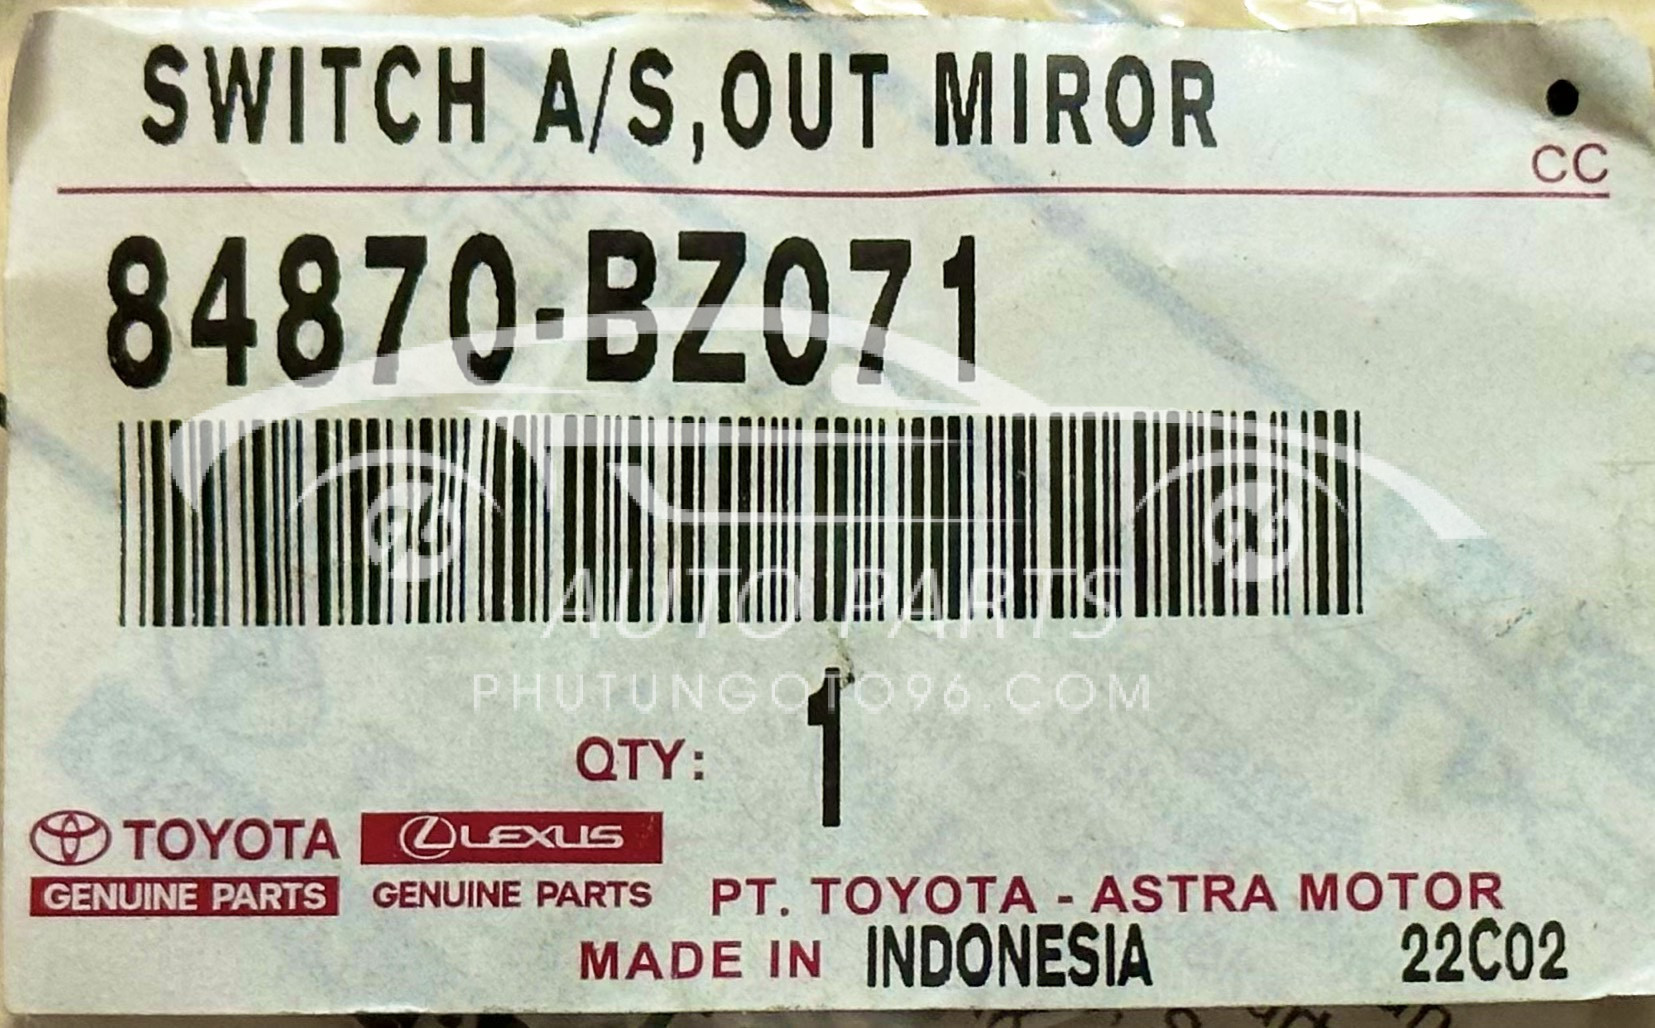 SWITCH A/S,OUT MIROR
CC
84870-BZ071
AUTO PARTS
PHUTUNGOTO96.COM
QTY: 1
TOYOTA LEXUS
GENUINE PARTS GENUINE PARTS PT. TOYOTA - ASTRA MOTOR
MADE IN INDONESIA 22C02